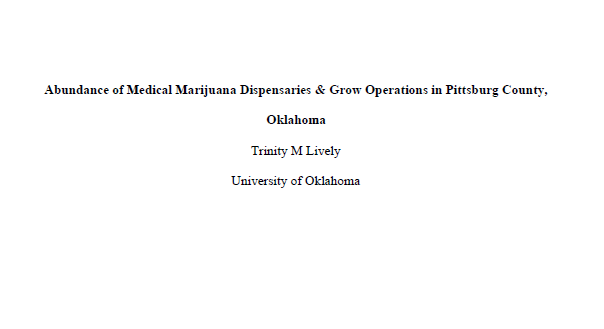 Abundance of Medical Marijuana Dispensaries & Grow Operations in Pittsburg County,
Oklahoma
Trinity M Lively
University of Oklahoma